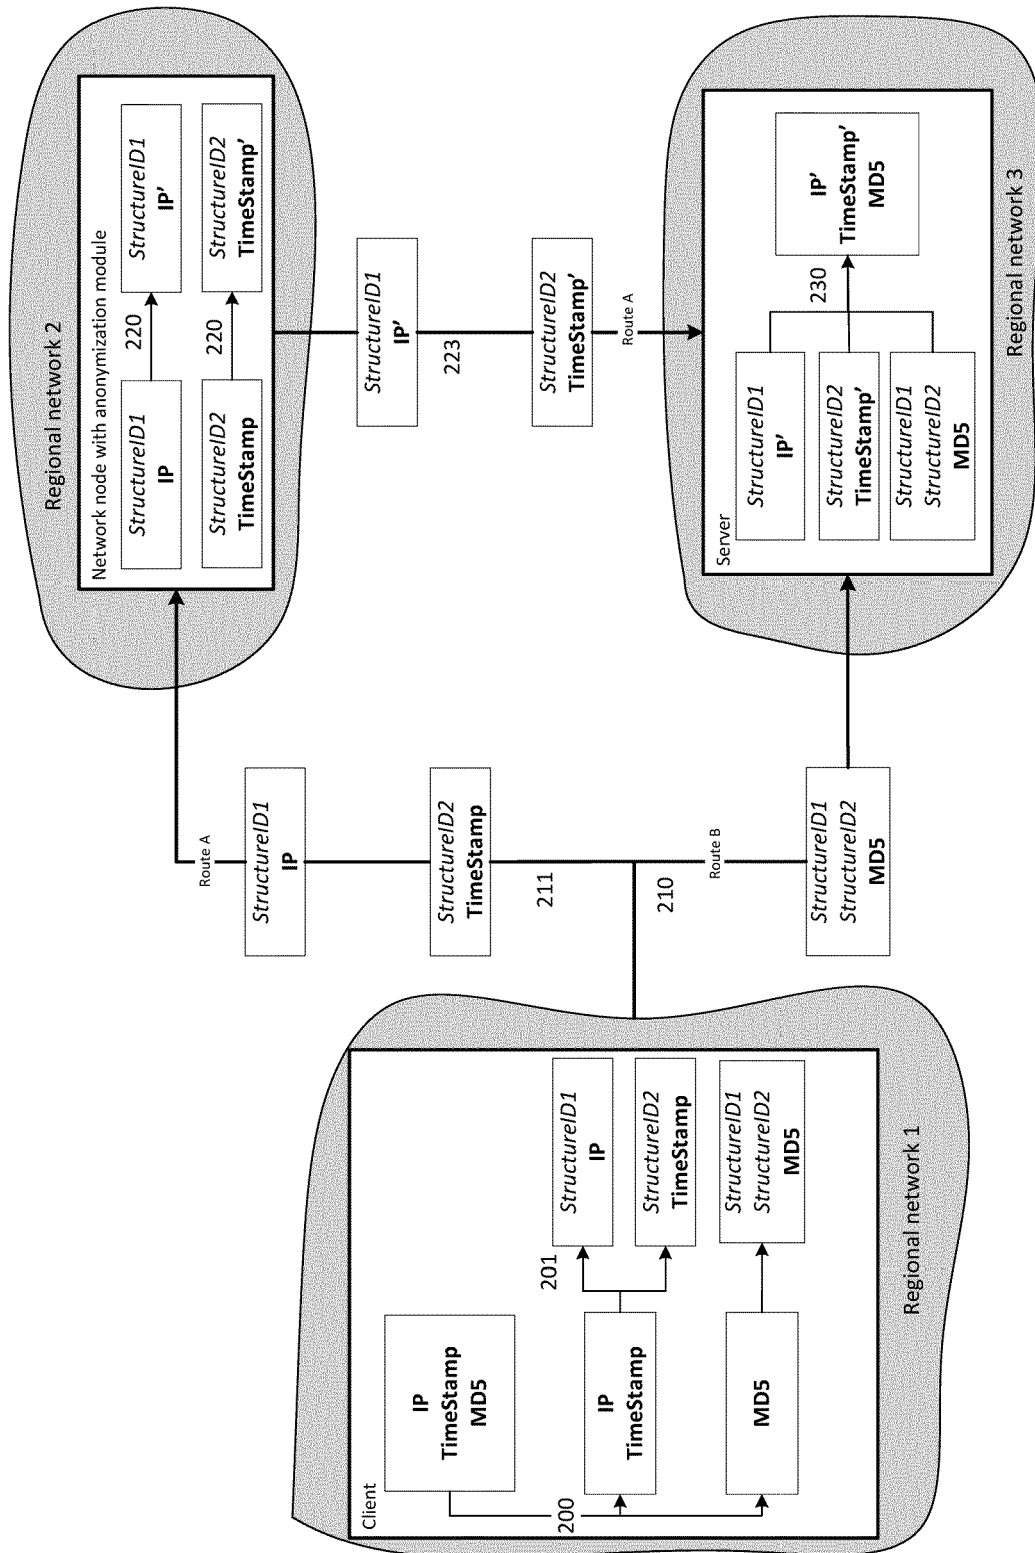 Client
IP
TimeStamp
MD5
200
IP
TimeStamp
MD5
201
StructureID1
IP
StructureID2
TimeStamp
StructureID1
StructureID2
MD5
Regional network 1
Route A
StructureID1
IP
StructureID2
TimeStamp
211
210
Route B
StructureID1
StructureID2
MD5
Regional network 2
Network node with anonymization module
StructureID1
IP
220
StructureID1
IP’
StructureID2
TimeStamp
220
StructureID2
TimeStamp’
StructureID1
IP’
223
StructureID2
TimeStamp’
Route A
Server
StructureID1
IP’
StructureID2
TimeStamp’
StructureID1
StructureID2
MD5
230
IP’
TimeStamp’
MD5
Regional network 3